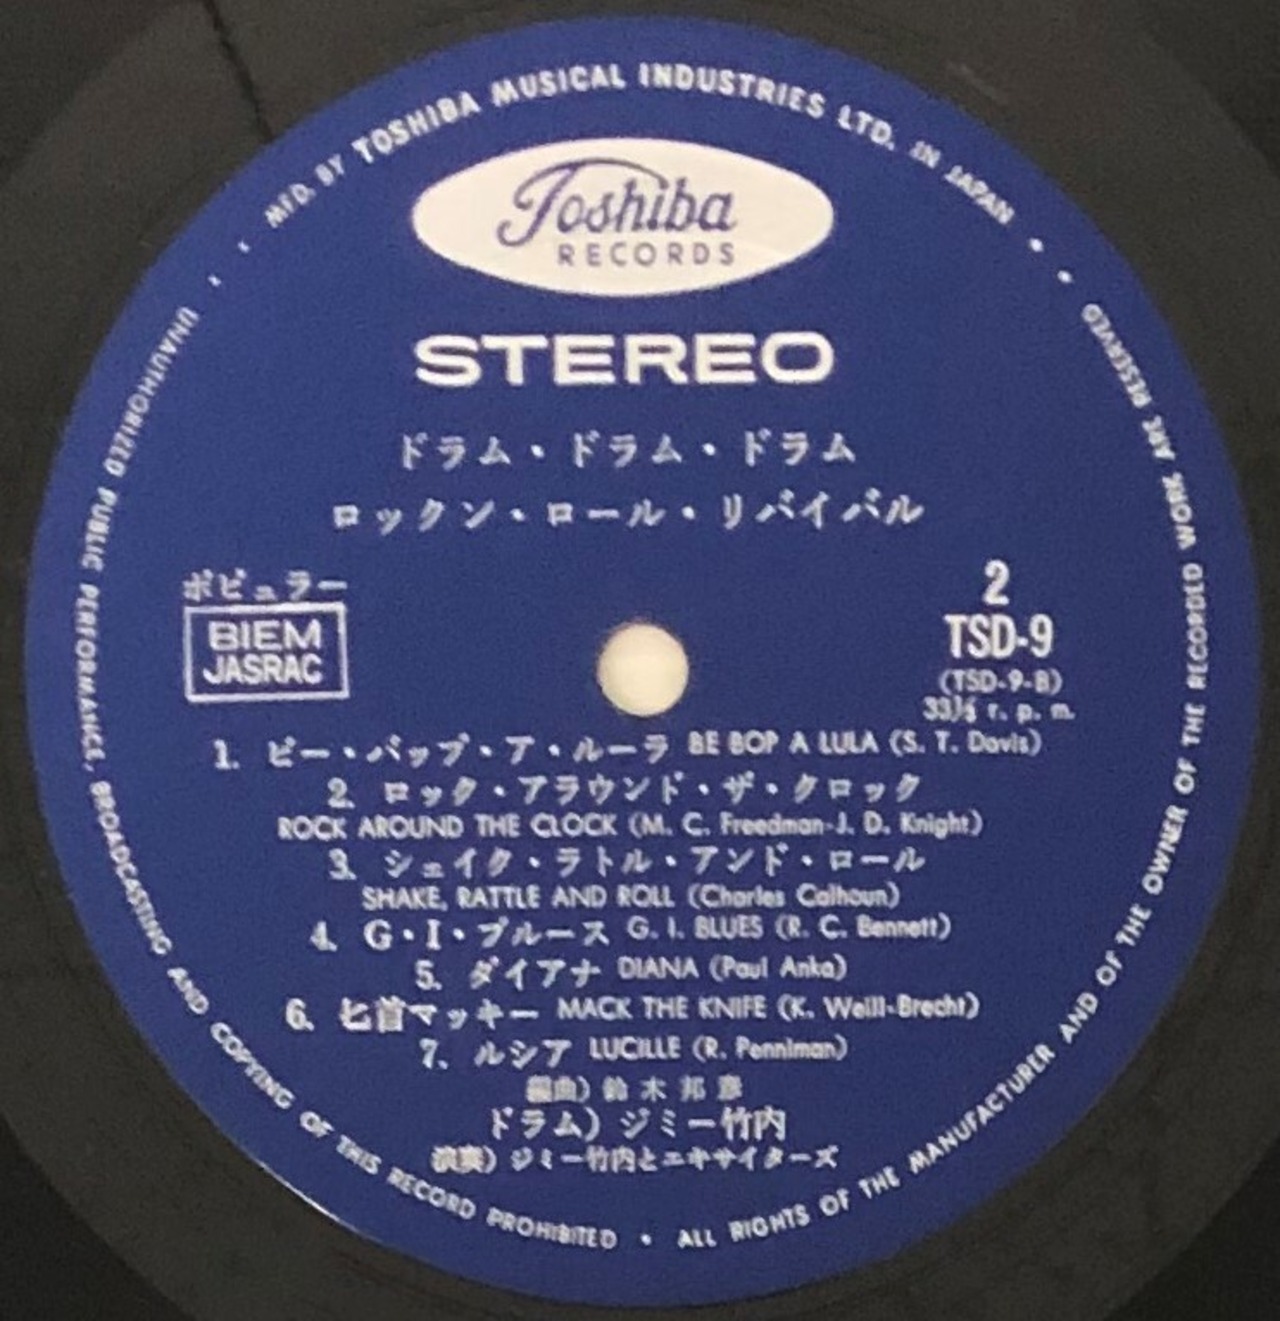 MFD. BY TOSHIBA MUSICAL INDUSTRIES LTD. IN JAPAN
Toshiba
RECORDS
STEREO
ドラム・ドラム・ドラム
ロックン・ロール・リバイバル
ポピュラー
BIEM
JASRAC
2
TSD-9
(TSD-9-B)
33⅓ r. p. m.
1. ビー・バップ・ア・ルーラ BE BOP A LULA (S. T. Davis)
2. ロック・アラウンド・ザ・クロック
ROCK AROUND THE CLOCK (M. C. Freedman-J. D. Knight)
3. シェイク・ラトル・アンド・ロール
SHAKE, RATTLE AND ROLL (Charles Calhoun)
4. G・I・ブルース G. I. BLUES (R. C. Bennett)
5. ダイアナ DIANA (Paul Anka)
6. 匕首マッキー MACK THE KNIFE (K. Weill-Brecht)
7. ルシア LUCILLE (R. Penniman)
編曲) 鈴木邦彦
ドラム) ジミー竹内
演奏) ジミー竹内とエキサイターズ
UNAUTHORIZED PUBLIC PERFORMANCE, BROADCASTING AND COPYING OF THIS RECORD PROHIBITED • ALL RIGHTS OF THE MANUFACTURER AND OF THE OWNER OF THE RECORDED WORK ARE RESERVED